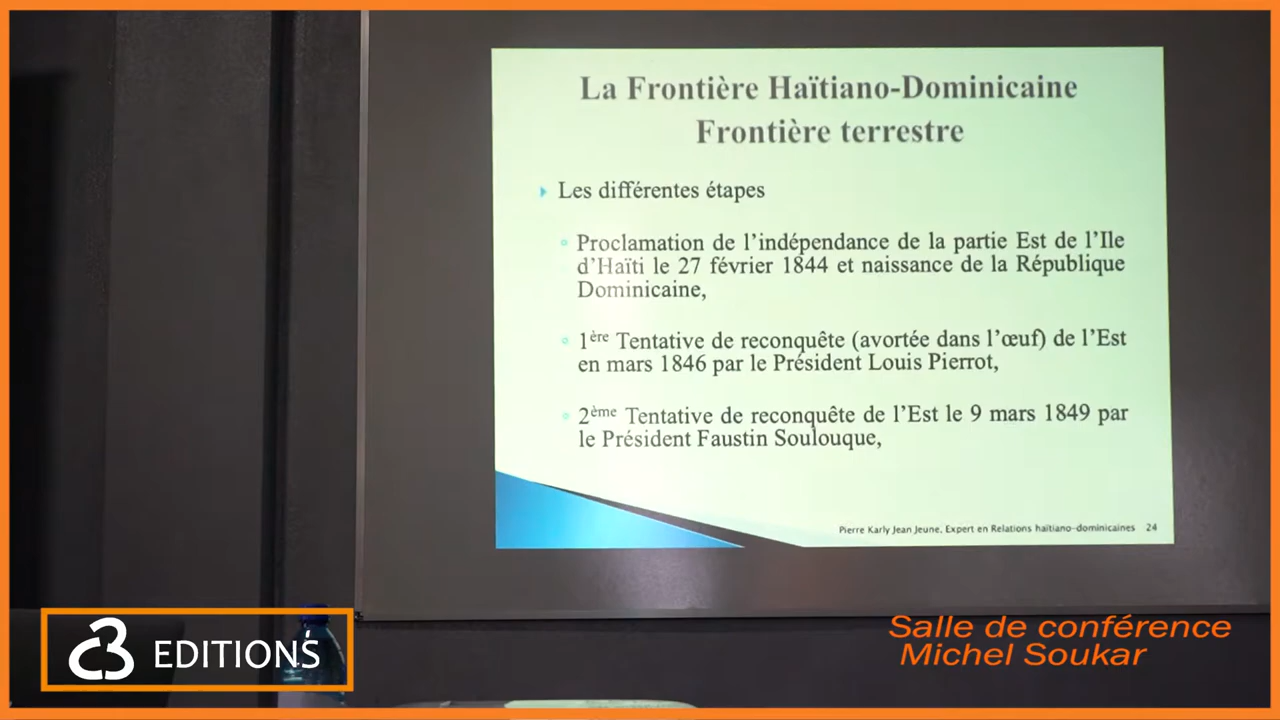 La Frontière Haïtiano-Dominicaine
Frontière terrestre
Les différentes étapes
Proclamation de l'indépendance de la partie Est de l'Ile
d'Haïti le 27 février 1844 et naissance de la République
Dominicaine,
1ère Tentative de reconquête (avortée dans l'œuf) de l'Est
en mars 1846 par le Président Louis Pierrot,
2ème Tentative de reconquête de l'Est le 9 mars 1849 par
le Président Faustin Soulouque,
Pierre Karly Jean Jeune, Expert en Relations haïtiano-dominicaines 24
C3 EDITIONS
Salle de conférence
Michel Soukar